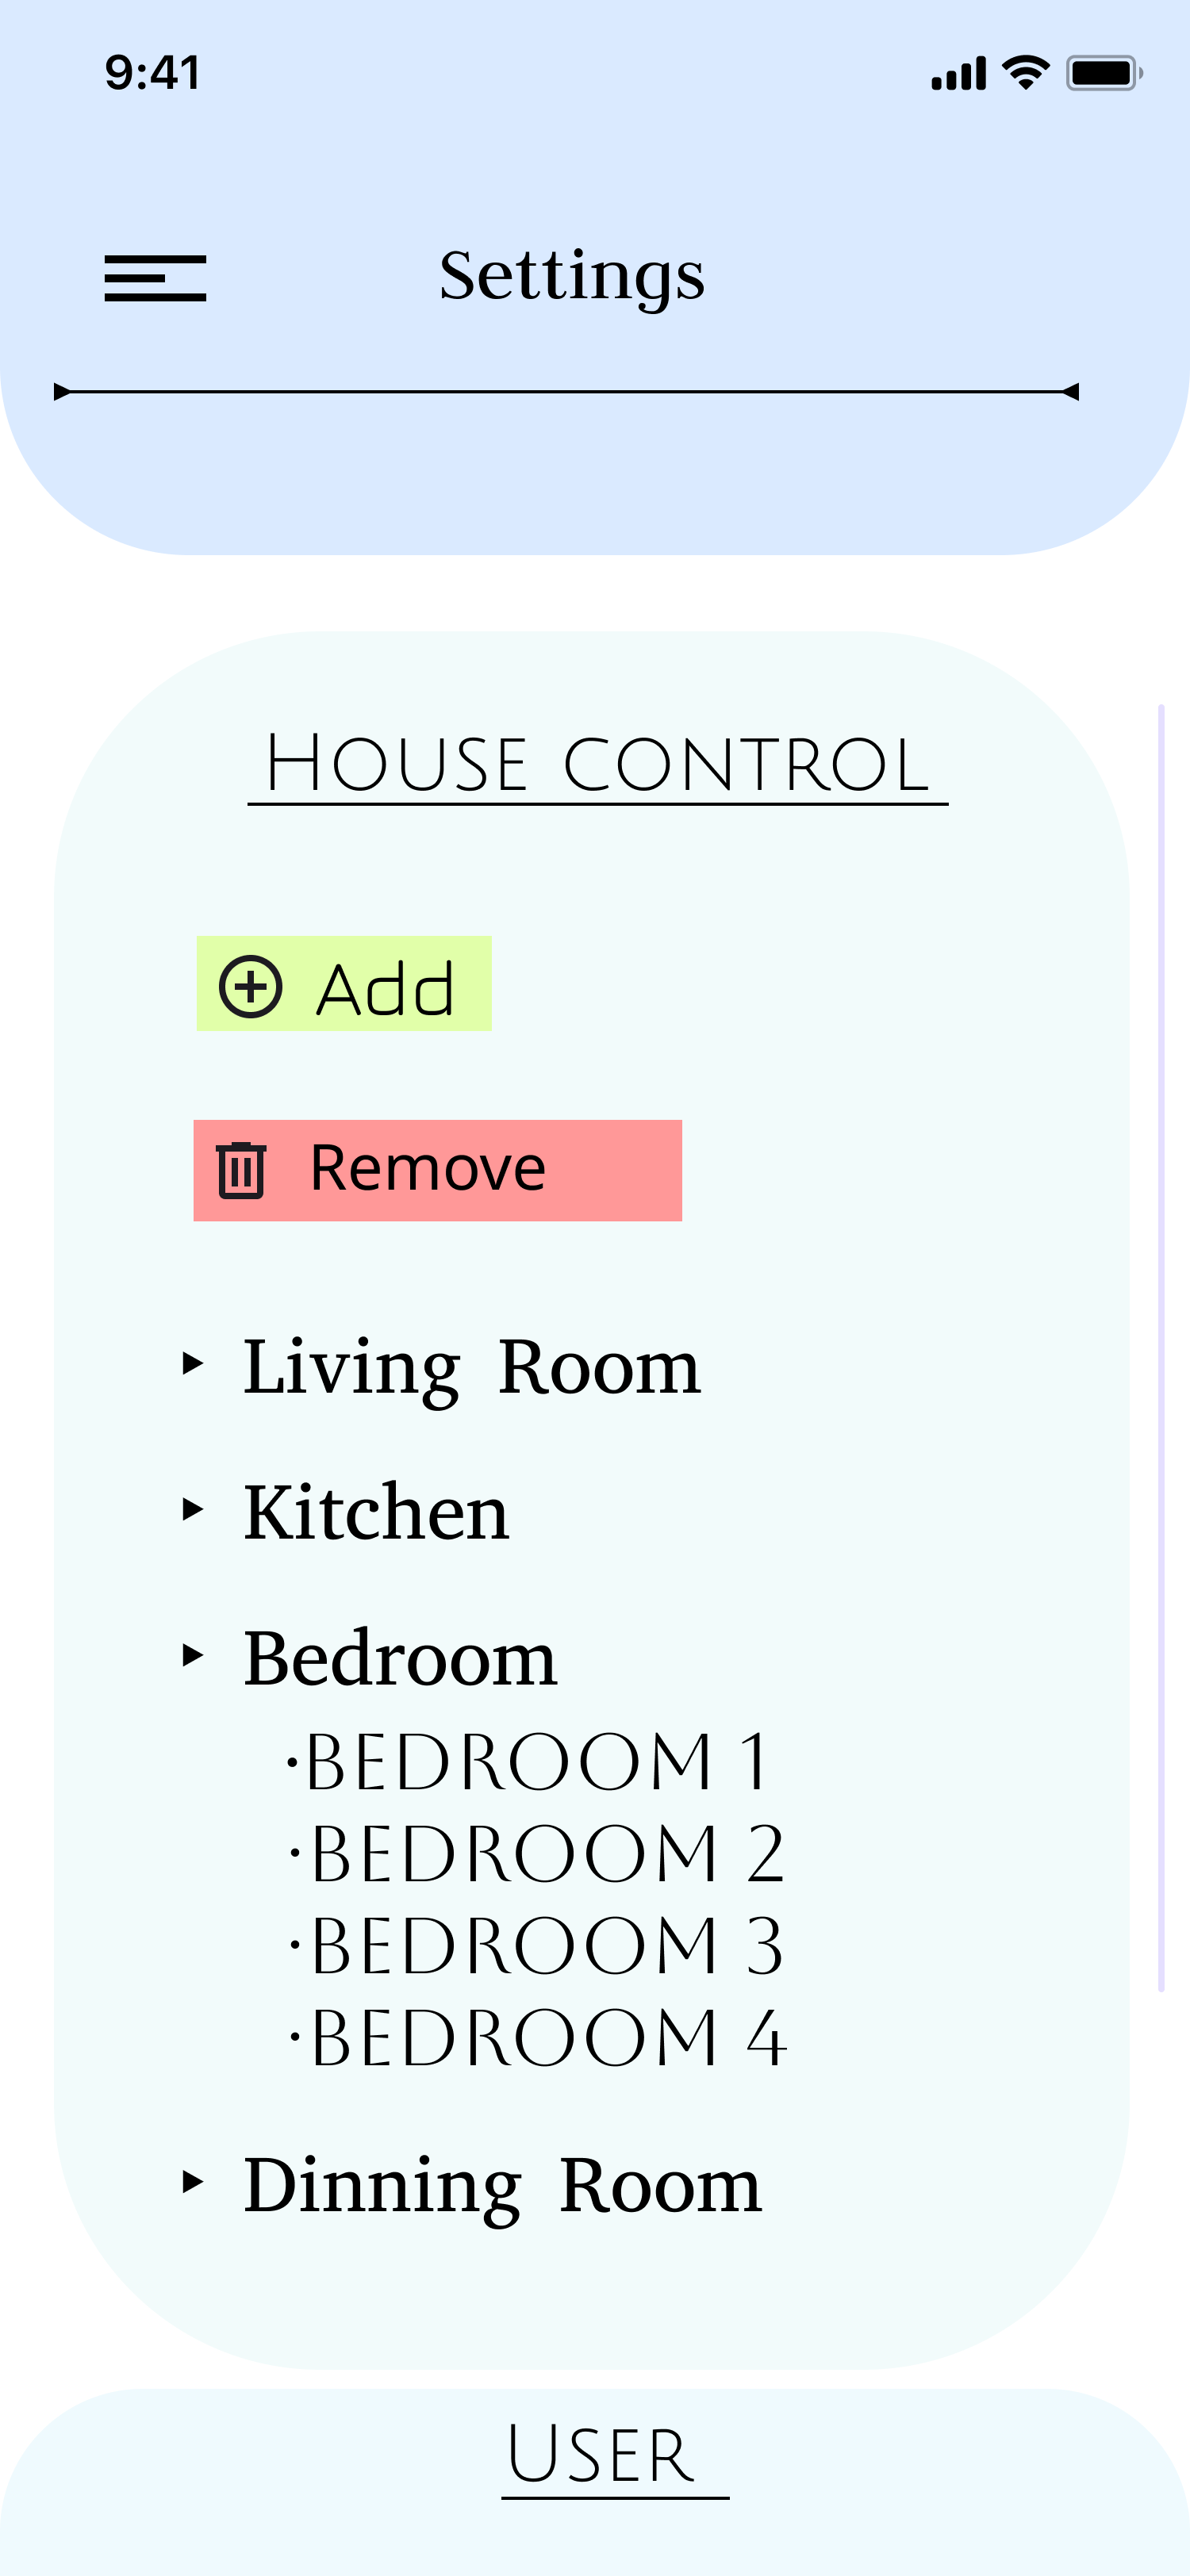 9:41
Settings
House control
Add
Remove
Living Room
Kitchen
Bedroom
·BEDROOM 1
·BEDROOM 2
·BEDROOM 3
·BEDROOM 4
Dinning Room
User